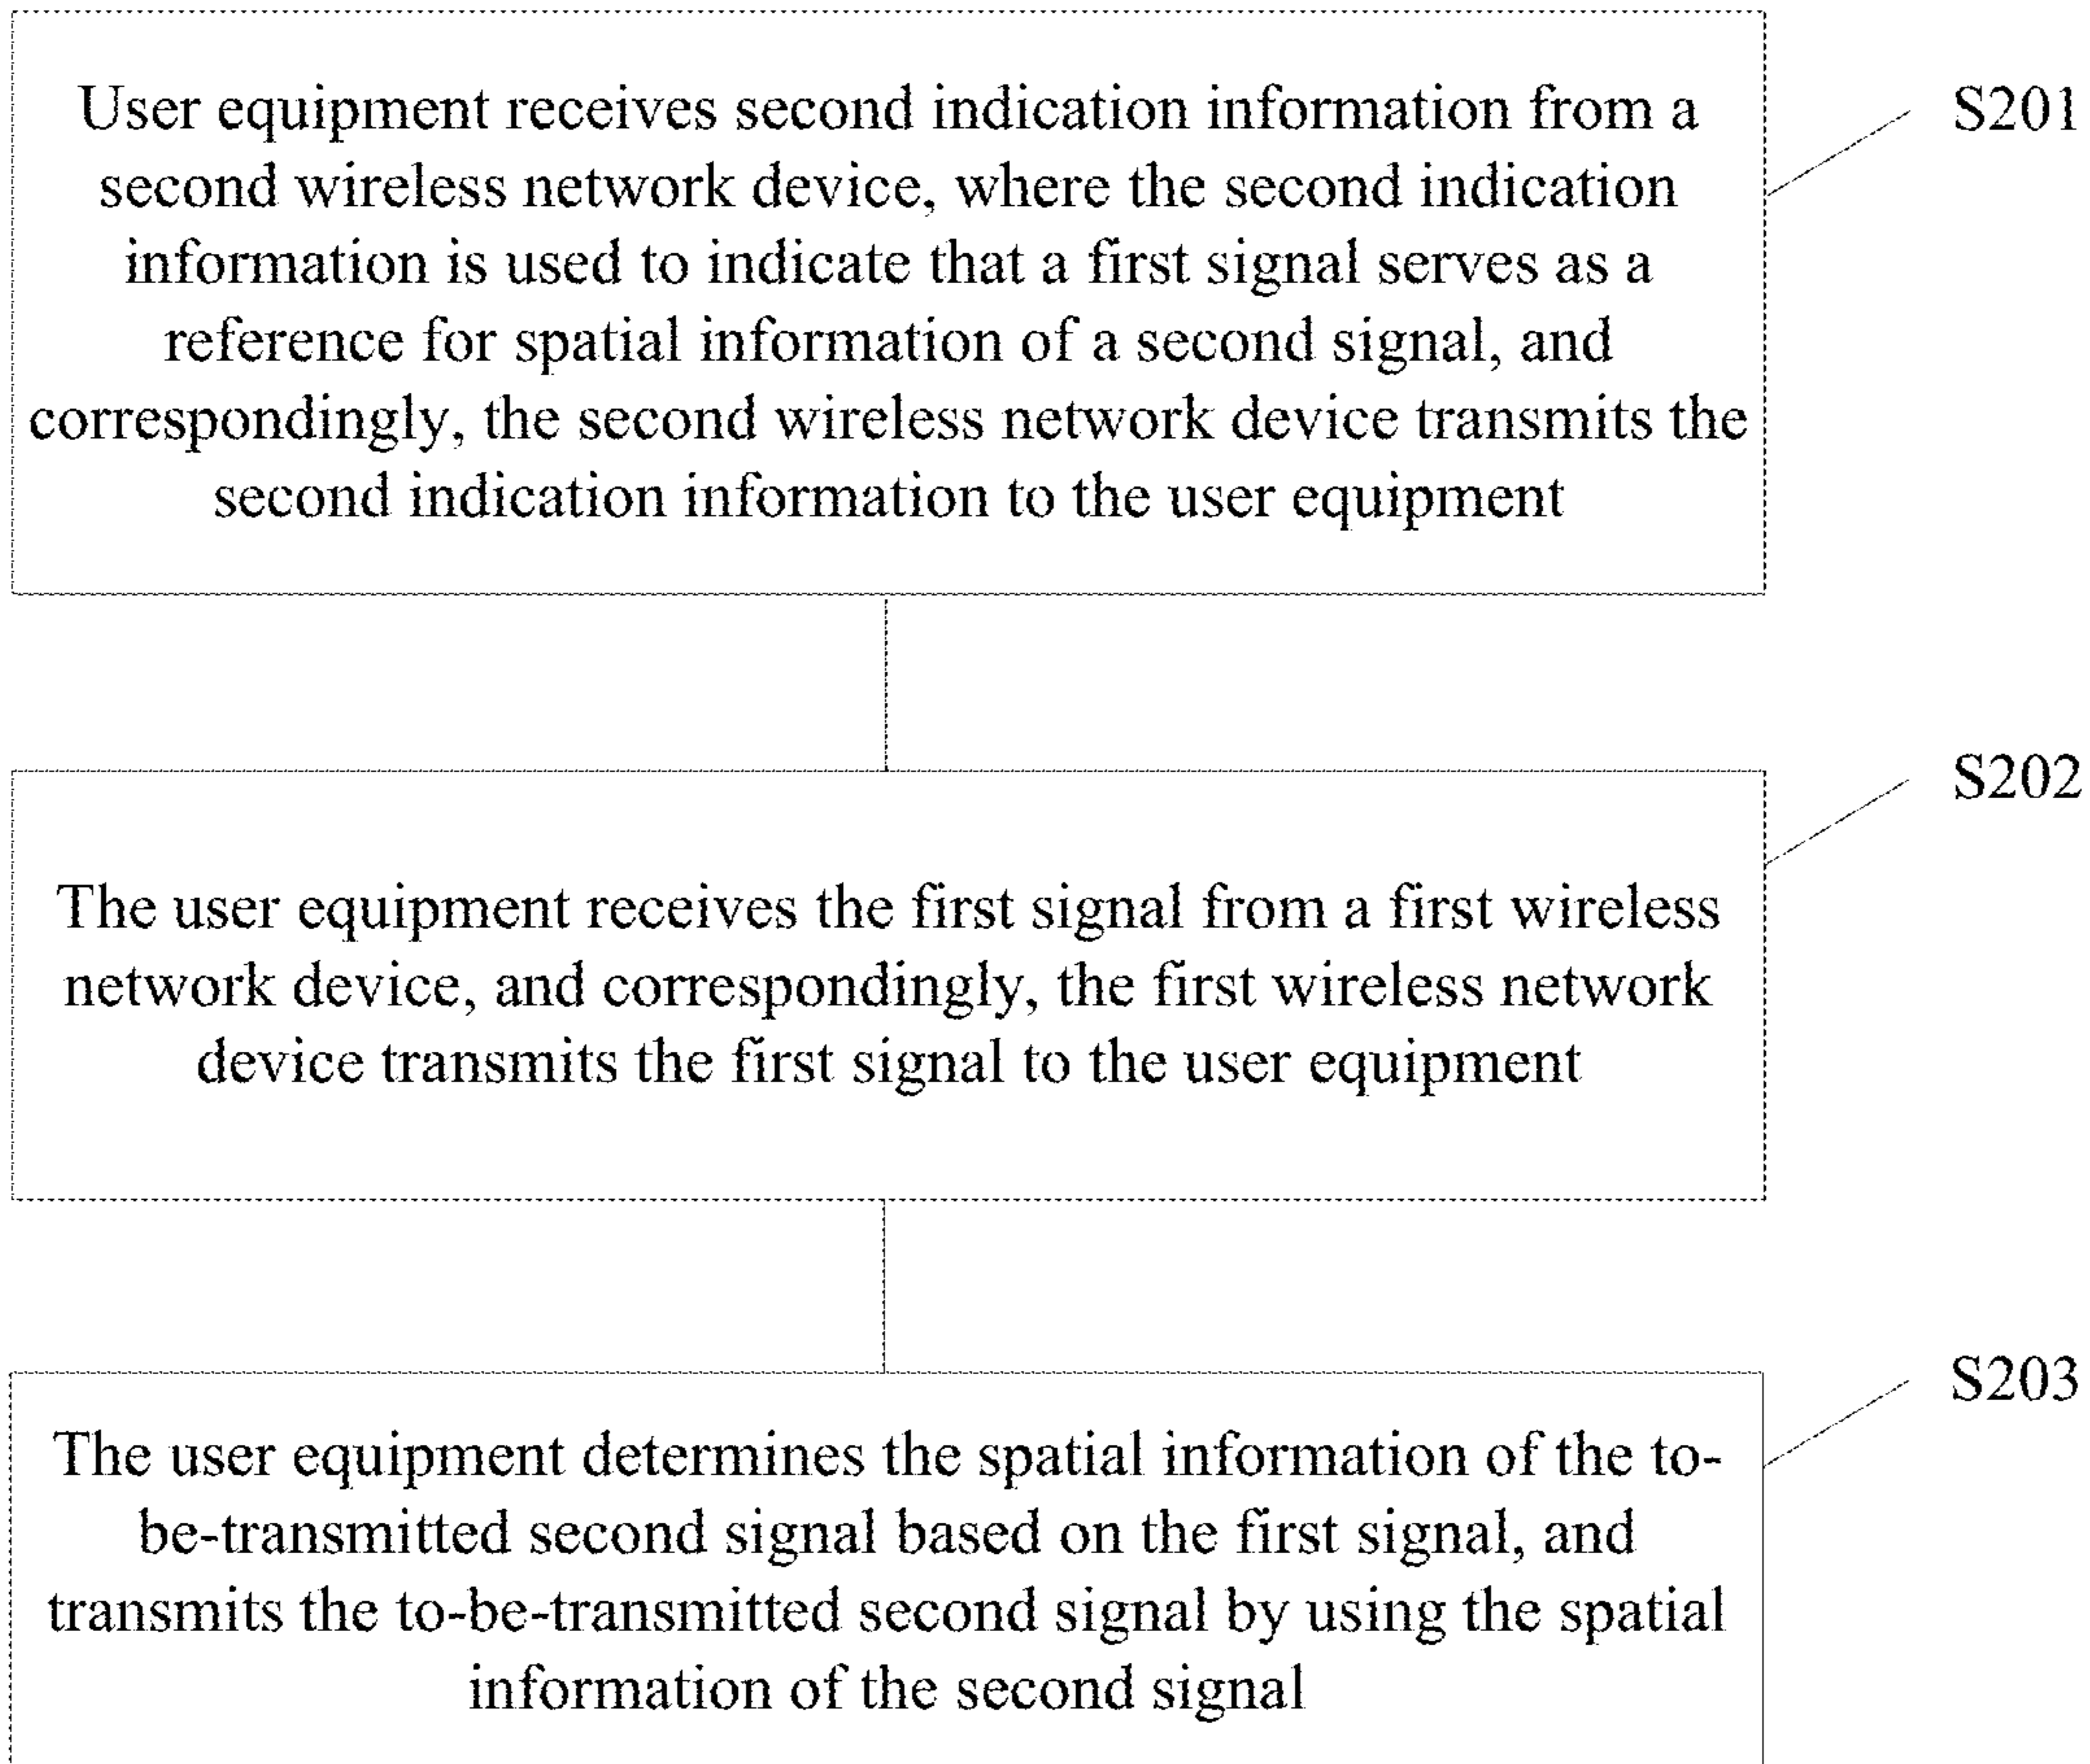 User equipment receives second indication information from a
second wireless network device, where the second indication
information is used to indicate that a first signal serves as a
reference for spatial information of a second signal, and
correspondingly, the second wireless network device transmits the
second indication information to the user equipment
S201
The user equipment receives the first signal from a first wireless
network device, and correspondingly, the first wireless network
device transmits the first signal to the user equipment
S202
The user equipment determines the spatial information of the to-
be-transmitted second signal based on the first signal, and
transmits the to-be-transmitted second signal by using the spatial
information of the second signal
S203